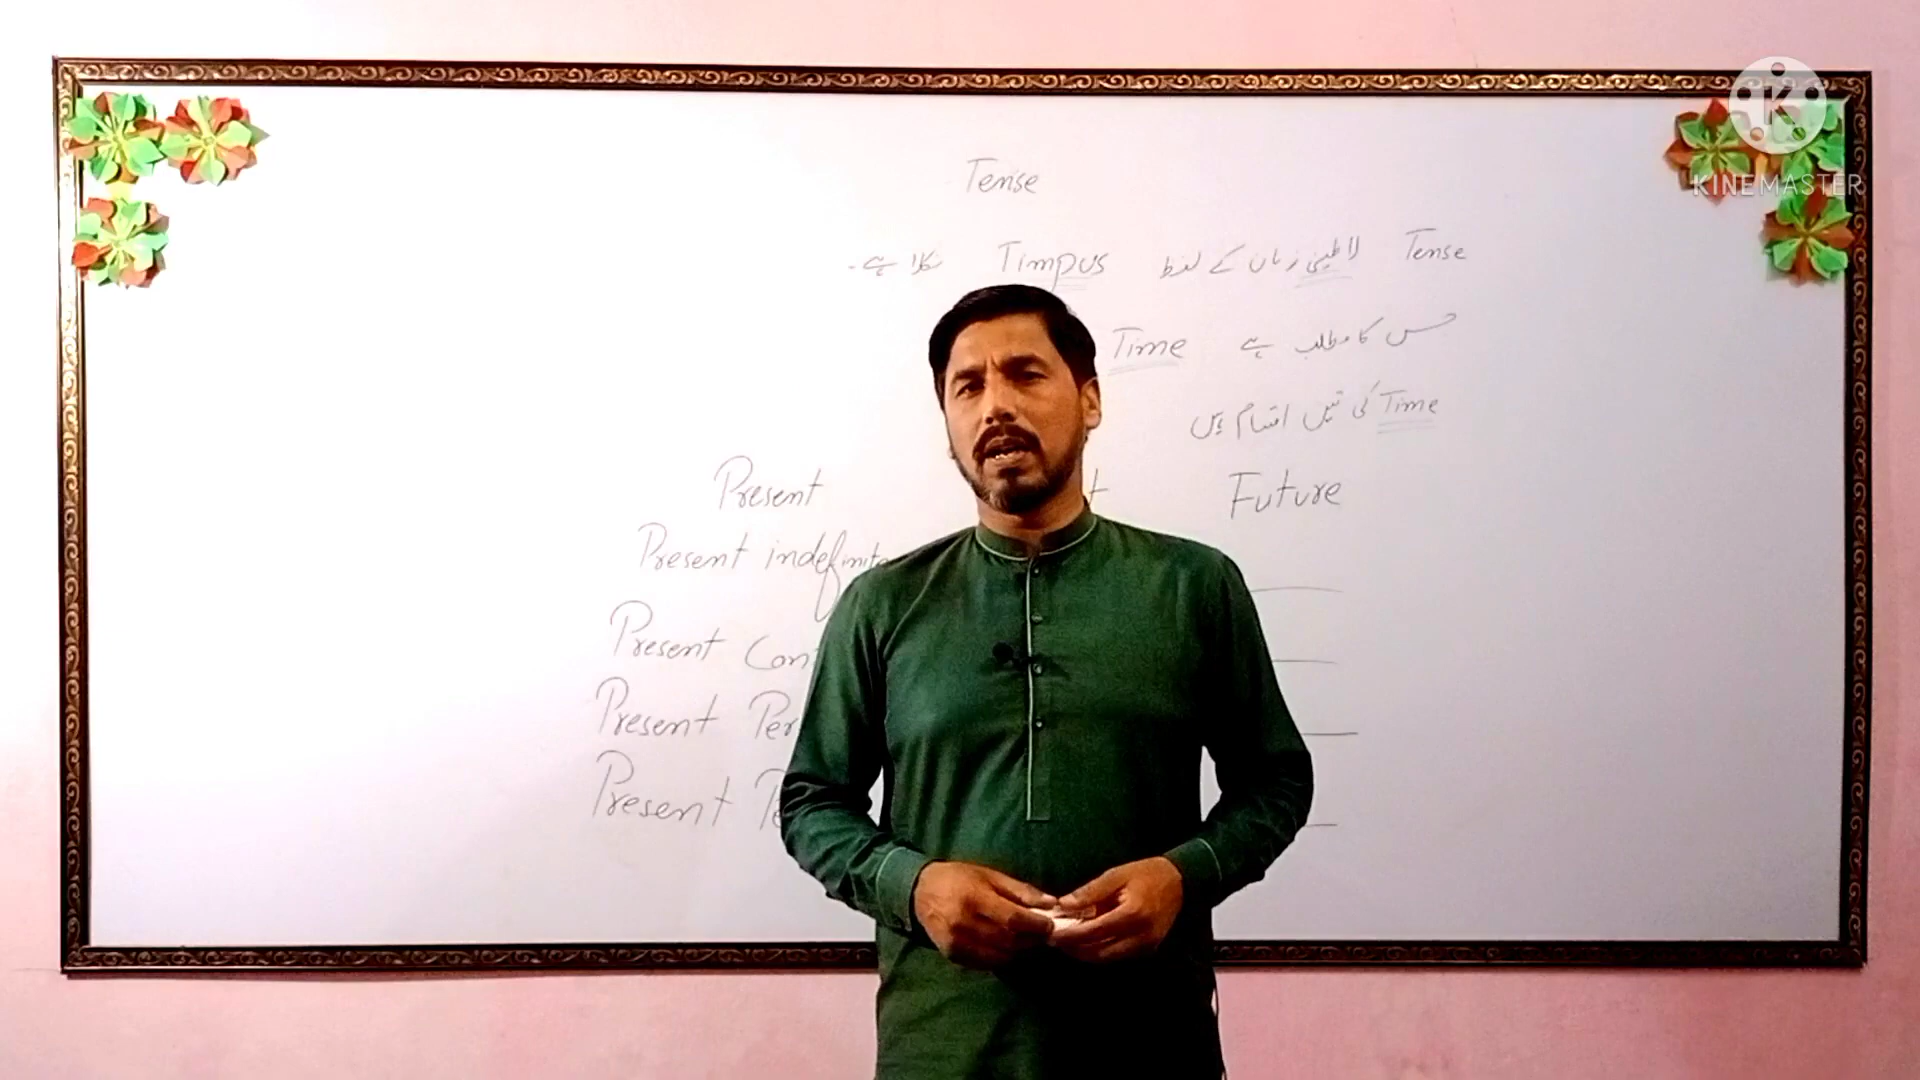 KINEMASTER
Tense
Tense لاطینی زبان کے لفظ Timpus نکلا ہے۔
جس کا مطلب ہے Time
Time کی تین اقسام ہیں
Present t Future
Present indefinite
Present Con
Present Per
Present Pe